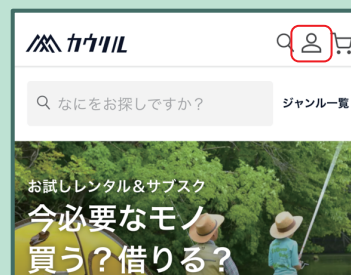 カウリル
なにをお探しですか？
ジャンル一覧
お試しレンタル＆サブスク
今必要なモノ
買う？借りる？